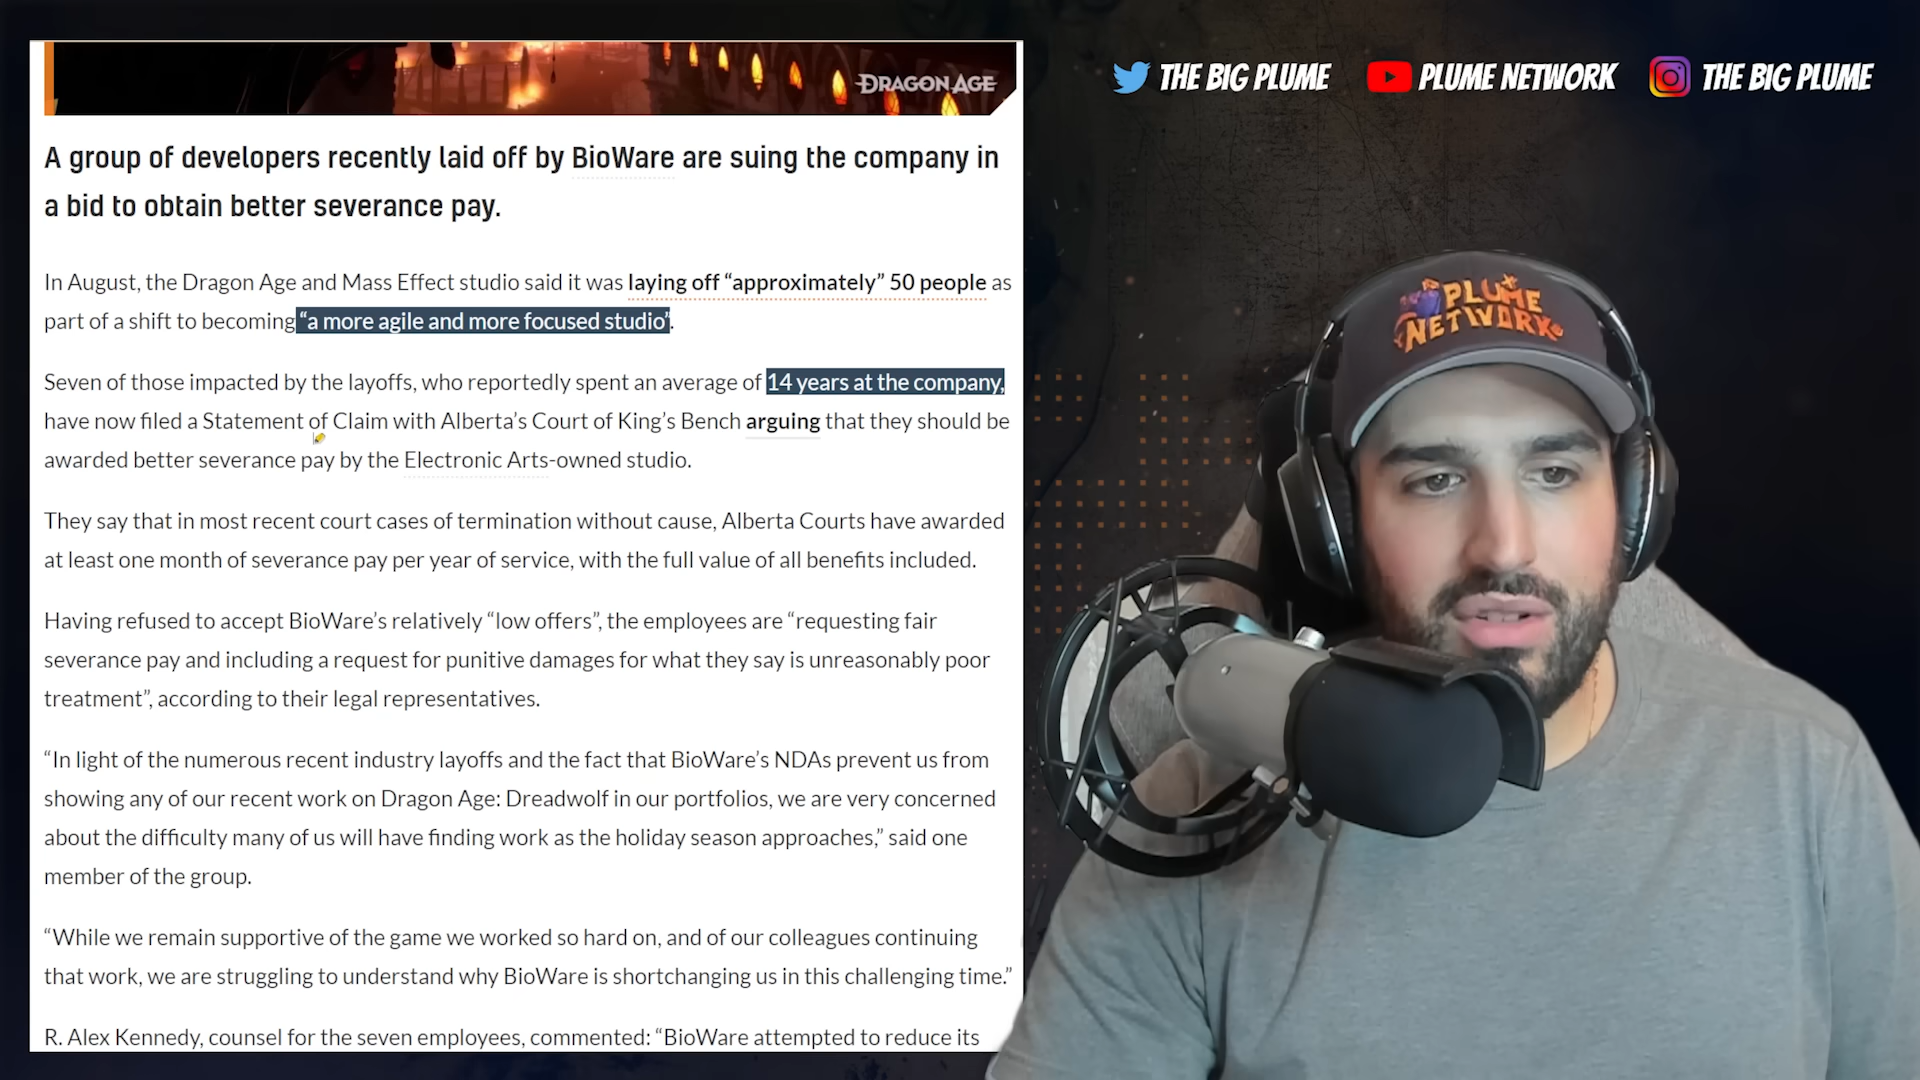 DRAGON AGE
A group of developers recently laid off by BioWare are suing the company in
a bid to obtain better severance pay.
In August, the Dragon Age and Mass Effect studio said it was laying off “approximately” 50 people as
part of a shift to becoming “a more agile and more focused studio”.
Seven of those impacted by the layoffs, who reportedly spent an average of 14 years at the company,
have now filed a Statement of Claim with Alberta’s Court of King’s Bench arguing that they should be
awarded better severance pay by the Electronic Arts-owned studio.
They say that in most recent court cases of termination without cause, Alberta Courts have awarded
at least one month of severance pay per year of service, with the full value of all benefits included.
Having refused to accept BioWare’s relatively “low offers”, the employees are “requesting fair
severance pay and including a request for punitive damages for what they say is unreasonably poor
treatment”, according to their legal representatives.
“In light of the numerous recent industry layoffs and the fact that BioWare’s NDAs prevent us from
showing any of our recent work on Dragon Age: Dreadwolf in our portfolios, we are very concerned
about the difficulty many of us will have finding work as the holiday season approaches,” said one
member of the group.
“While we remain supportive of the game we worked so hard on, and of our colleagues continuing
that work, we are struggling to understand why BioWare is shortchanging us in this challenging time.”
R. Alex Kennedy, counsel for the seven employees, commented: “BioWare attempted to reduce its
THE BIG PLUME
PLUME NETWORK
THE BIG PLUME
PLUME
NETWORK